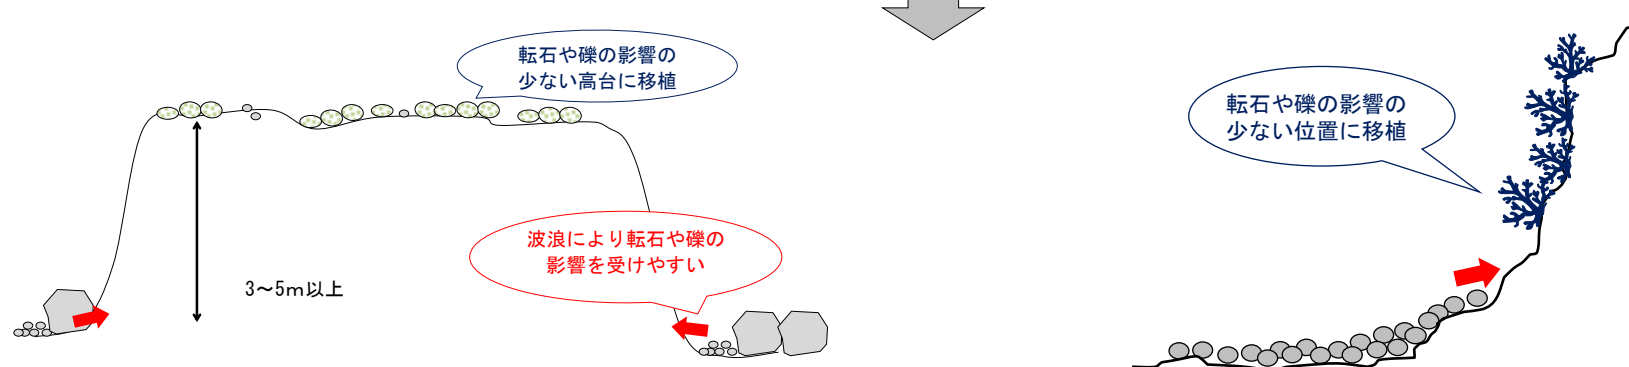 転石や礫の影響の
少ない高台に移植
波浪により転石や礫の
影響を受けやすい
3～5m以上
転石や礫の影響の
少ない位置に移植